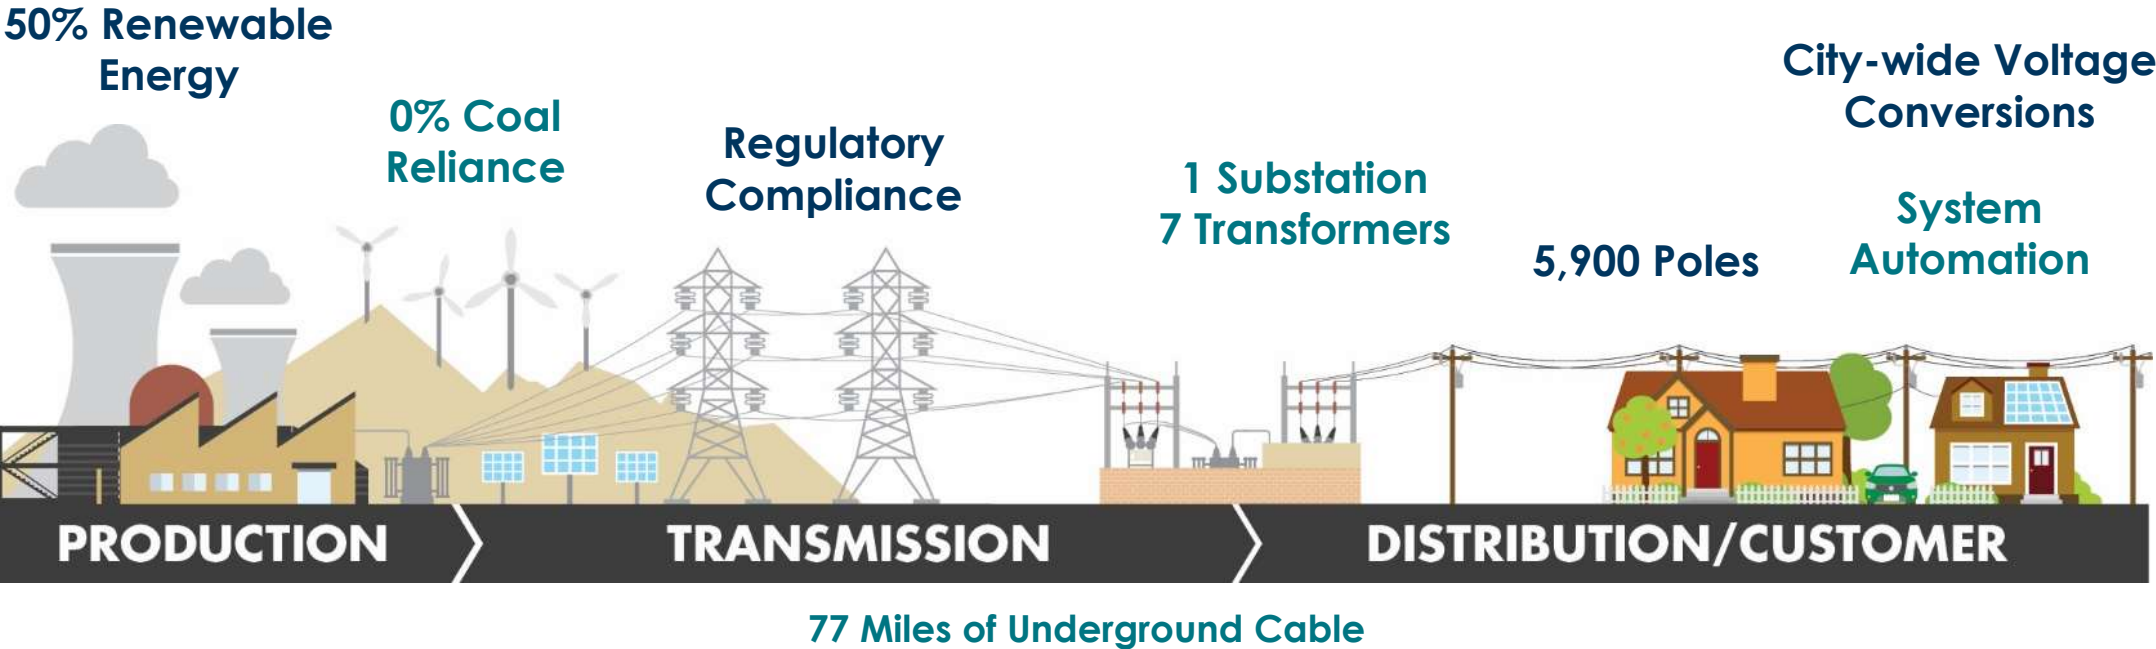 50% Renewable
Energy
0% Coal
Reliance
Regulatory
Compliance
1 Substation
7 Transformers
5,900 Poles
City-wide Voltage
Conversions
System
Automation
PRODUCTION
TRANSMISSION
DISTRIBUTION/CUSTOMER
77 Miles of Underground Cable